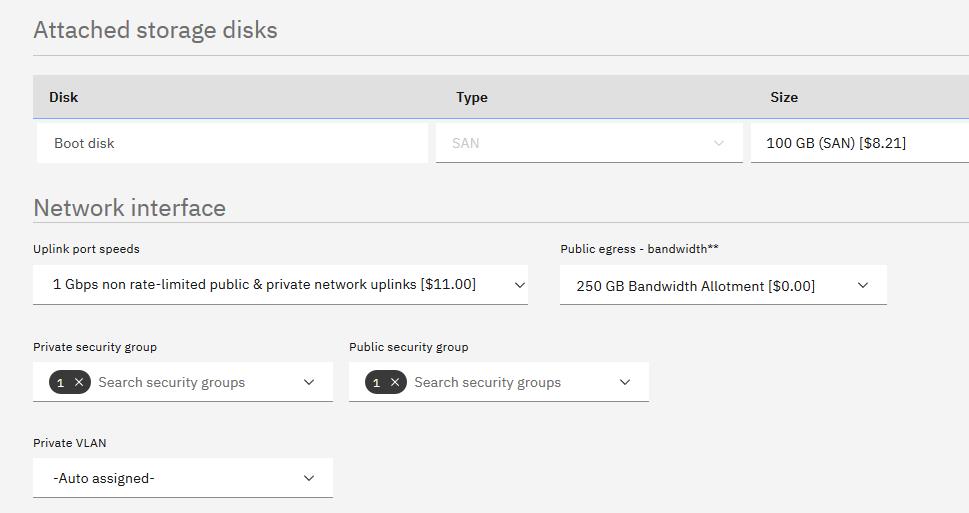 Attached storage disks
Disk Type Size
Boot disk SAN 100 GB (SAN) [$8.21]
Network interface
Uplink port speeds Public egress - bandwidth**
1 Gbps non rate-limited public & private network uplinks [$11.00] 250 GB Bandwidth Allotment [$0.00]
Private security group Public security group
1 × Search security groups 1 × Search security groups
Private VLAN
-Auto assigned-